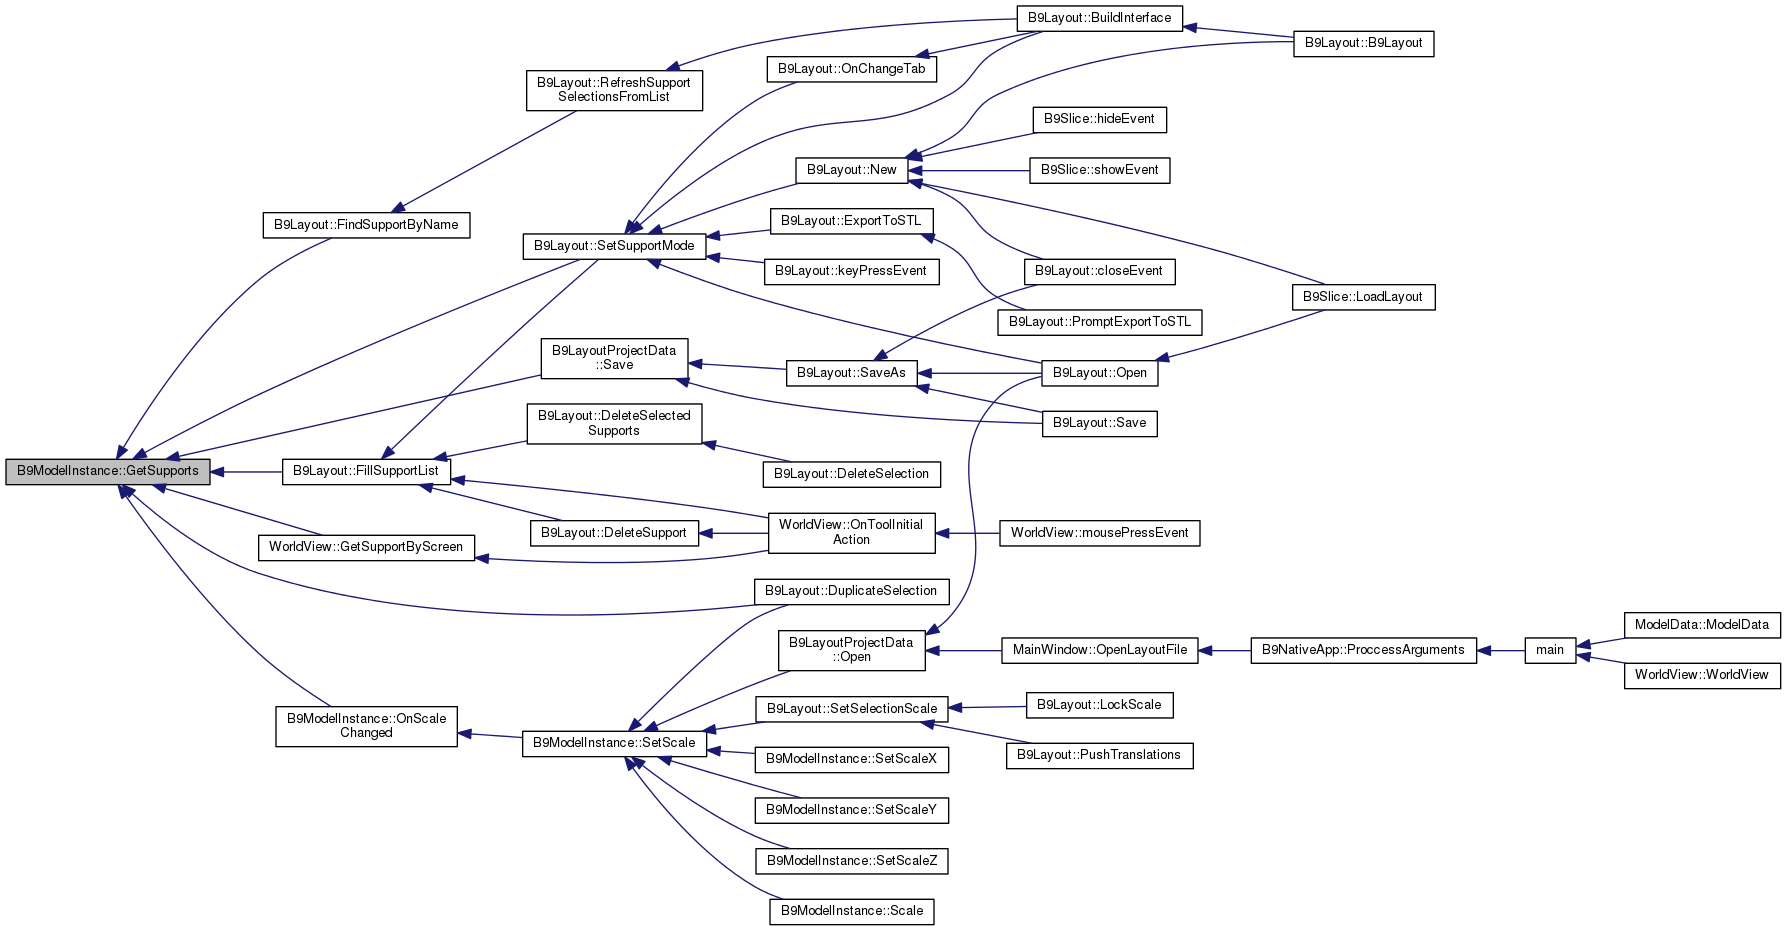 B9Layout::BuildInterface
B9Layout::B9Layout
B9Layout::OnChangeTab
B9Layout::RefreshSupport
SelectionsFromList
B9Slice::hideEvent
B9Layout::New
B9Slice::showEvent
B9Layout::FindSupportByName
B9Layout::ExportToSTL
B9Layout::SetSupportMode
B9Layout::keyPressEvent
B9Layout::closeEvent
B9Slice::LoadLayout
B9Layout::PromptExportToSTL
B9LayoutProjectData
::Save
B9Layout::SaveAs
B9Layout::Open
B9Layout::DeleteSelected
Supports
B9Layout::Save
B9ModelInstance::GetSupports
B9Layout::FillSupportList
B9Layout::DeleteSelection
B9Layout::DeleteSupport
WorldView::OnToolInitial
Action
WorldView::mousePressEvent
WorldView::GetSupportByScreen
B9Layout::DuplicateSelection
B9LayoutProjectData
::Open
MainWindow::OpenLayoutFile
B9NativeApp::ProccessArguments
main
ModelData::ModelData
WorldView::WorldView
B9ModelInstance::OnScale
Changed
B9Layout::SetSelectionScale
B9Layout::LockScale
B9ModelInstance::SetScale
B9Layout::PushTranslations
B9ModelInstance::SetScaleX
B9ModelInstance::SetScaleY
B9ModelInstance::SetScaleZ
B9ModelInstance::Scale